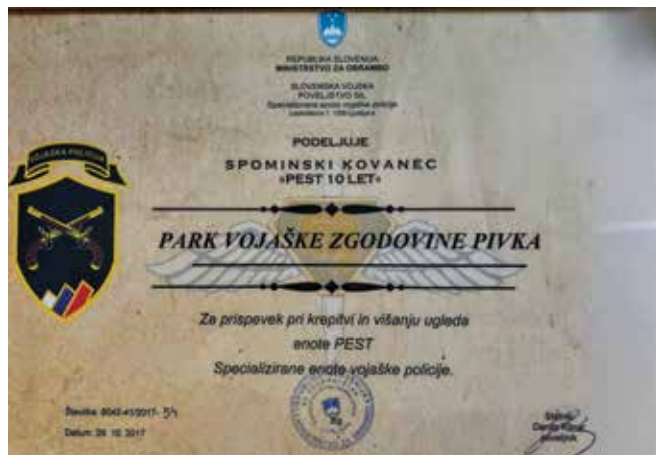 REPUBLIKA SLOVENIJA
MINISTRSTVO ZA OBRAMBO
SLOVENSKA VOJSKA
POVELJSTVO SIL
Specializirana enota vojaške policije
PODELJUJE
SPOMINSKI KOVANEC
»PEST 10 LET«
VOJAŠKA POLICIJA
PARK VOJAŠKE ZGODOVINE PIVKA
Za prispevek pri krepitvi in višanju ugleda
enote PEST
Specializirane enote vojaške policije.
Številka:
Datum: 26. 10. 2017